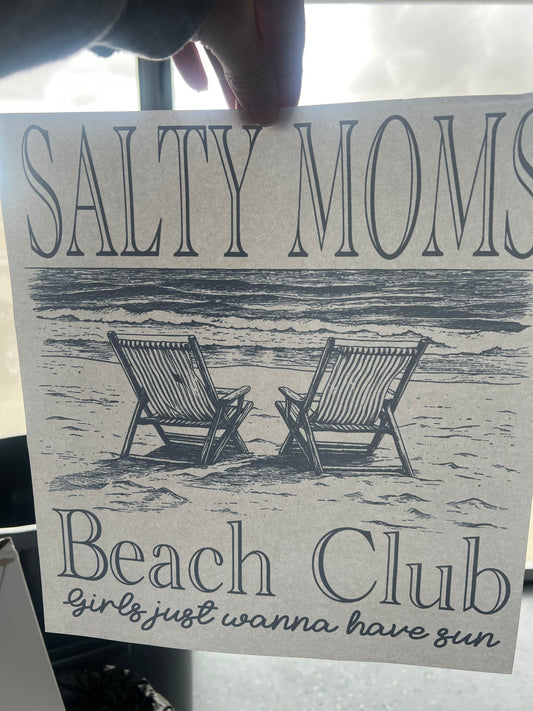 SALTY MOMS
Beach Club
Girls just wanna have sun